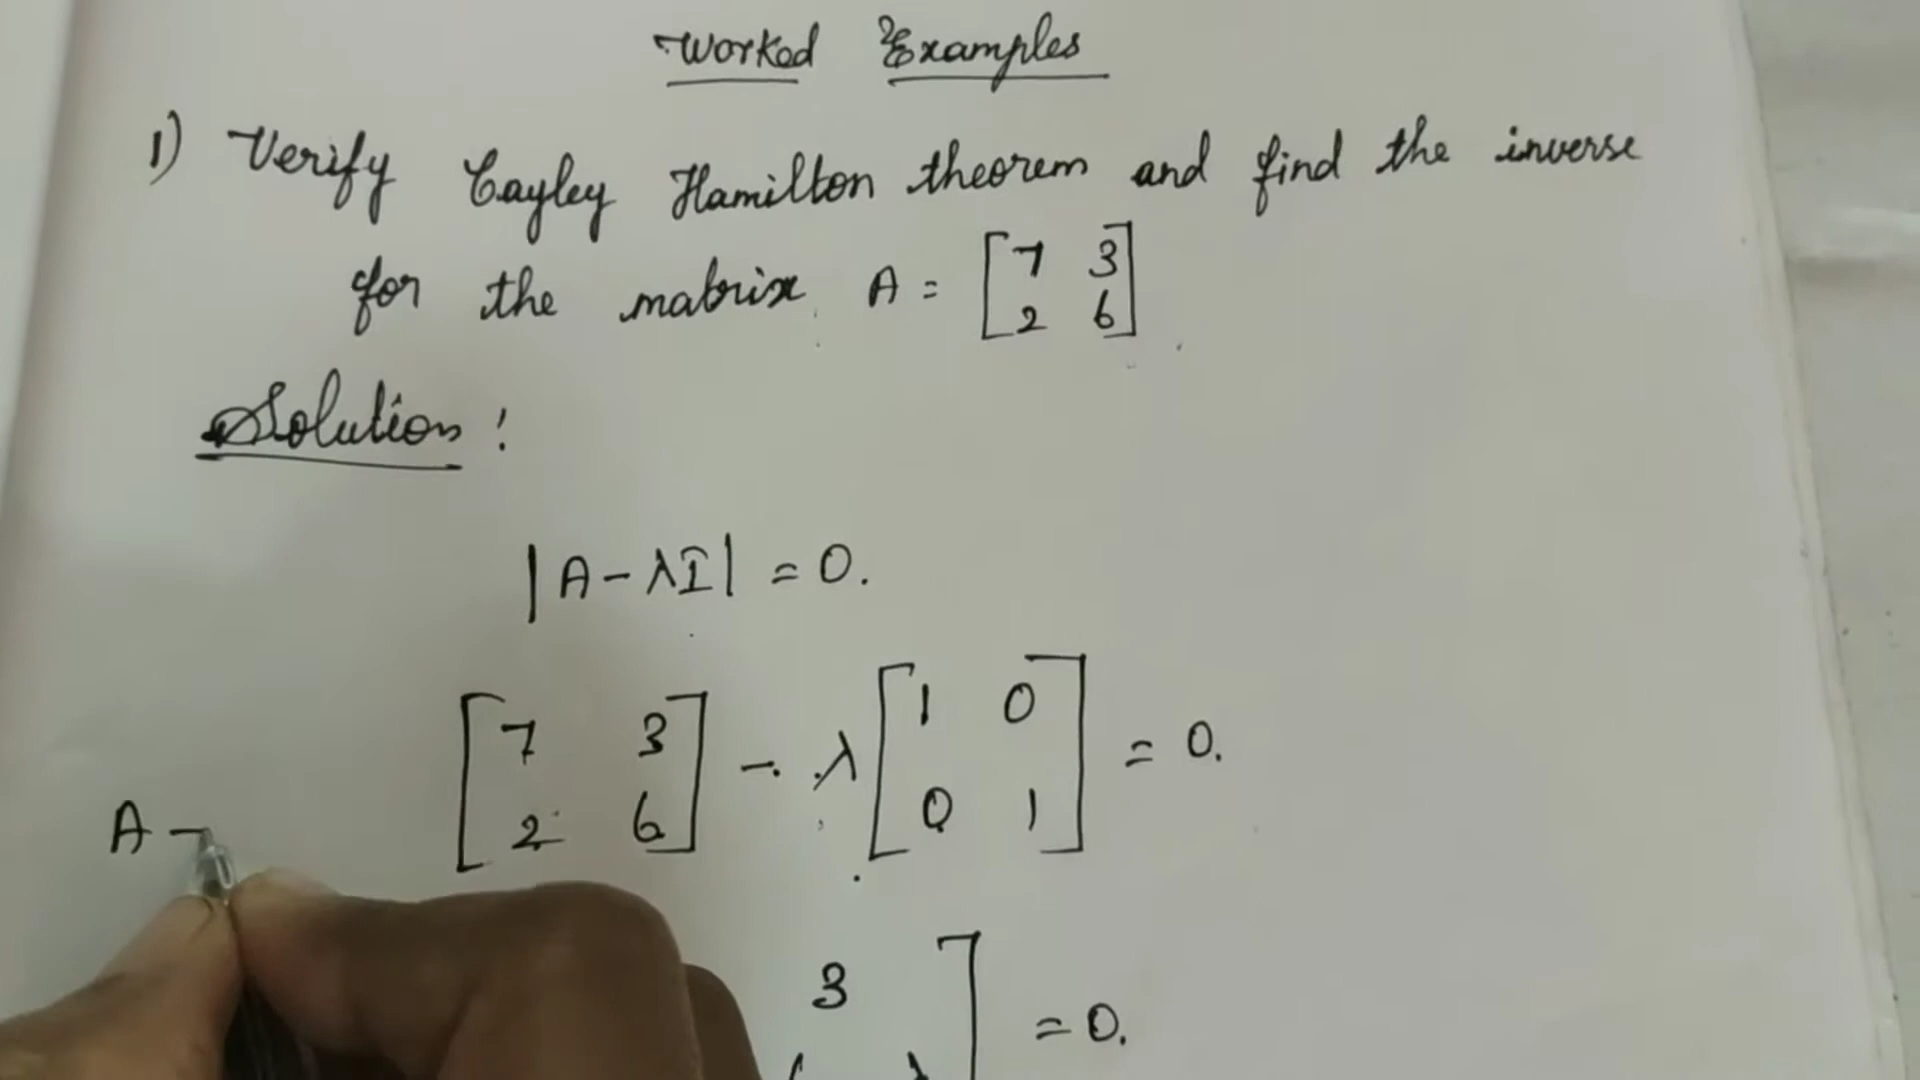 Worked Examples
1) Verify Cayley Hamilton theorem and find the inverse
for the matrix A = [7 3
2 6]
Solution :
|A - λI| = 0.
[7 3
2 6] - λ [1 0
0 1] = 0.
A -
3 ] = 0.